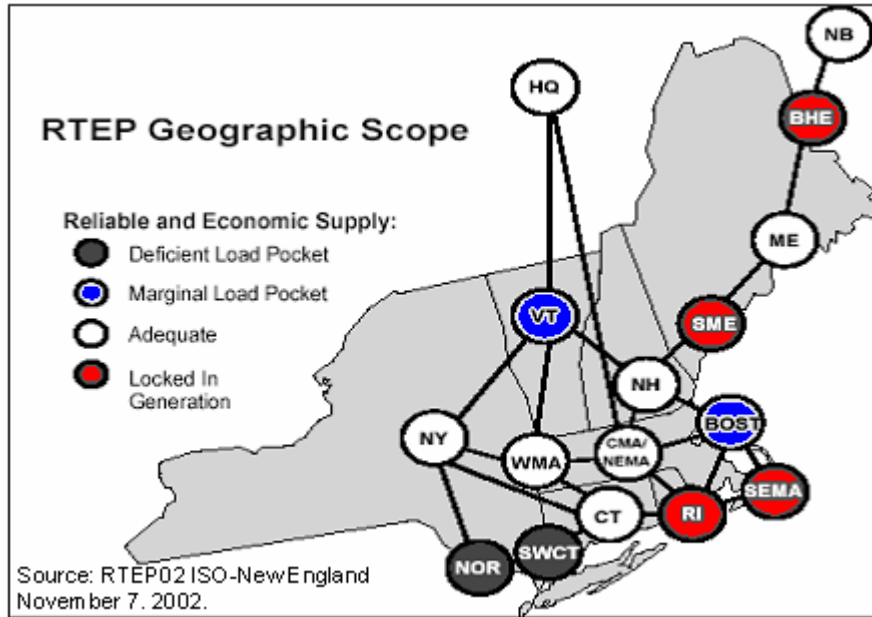 NB
HQ
BHE
RTEP Geographic Scope
Reliable and Economic Supply:
Deficient Load Pocket
ME
Marginal Load Pocket
VT
SME
Adequate
Locked In
Generation
NH
BOST
NY
CMA/
NEMA
WMA
SEMA
CT
RI
SWCT
NOR
Source: RTEP02 ISO-New England
November 7. 2002.